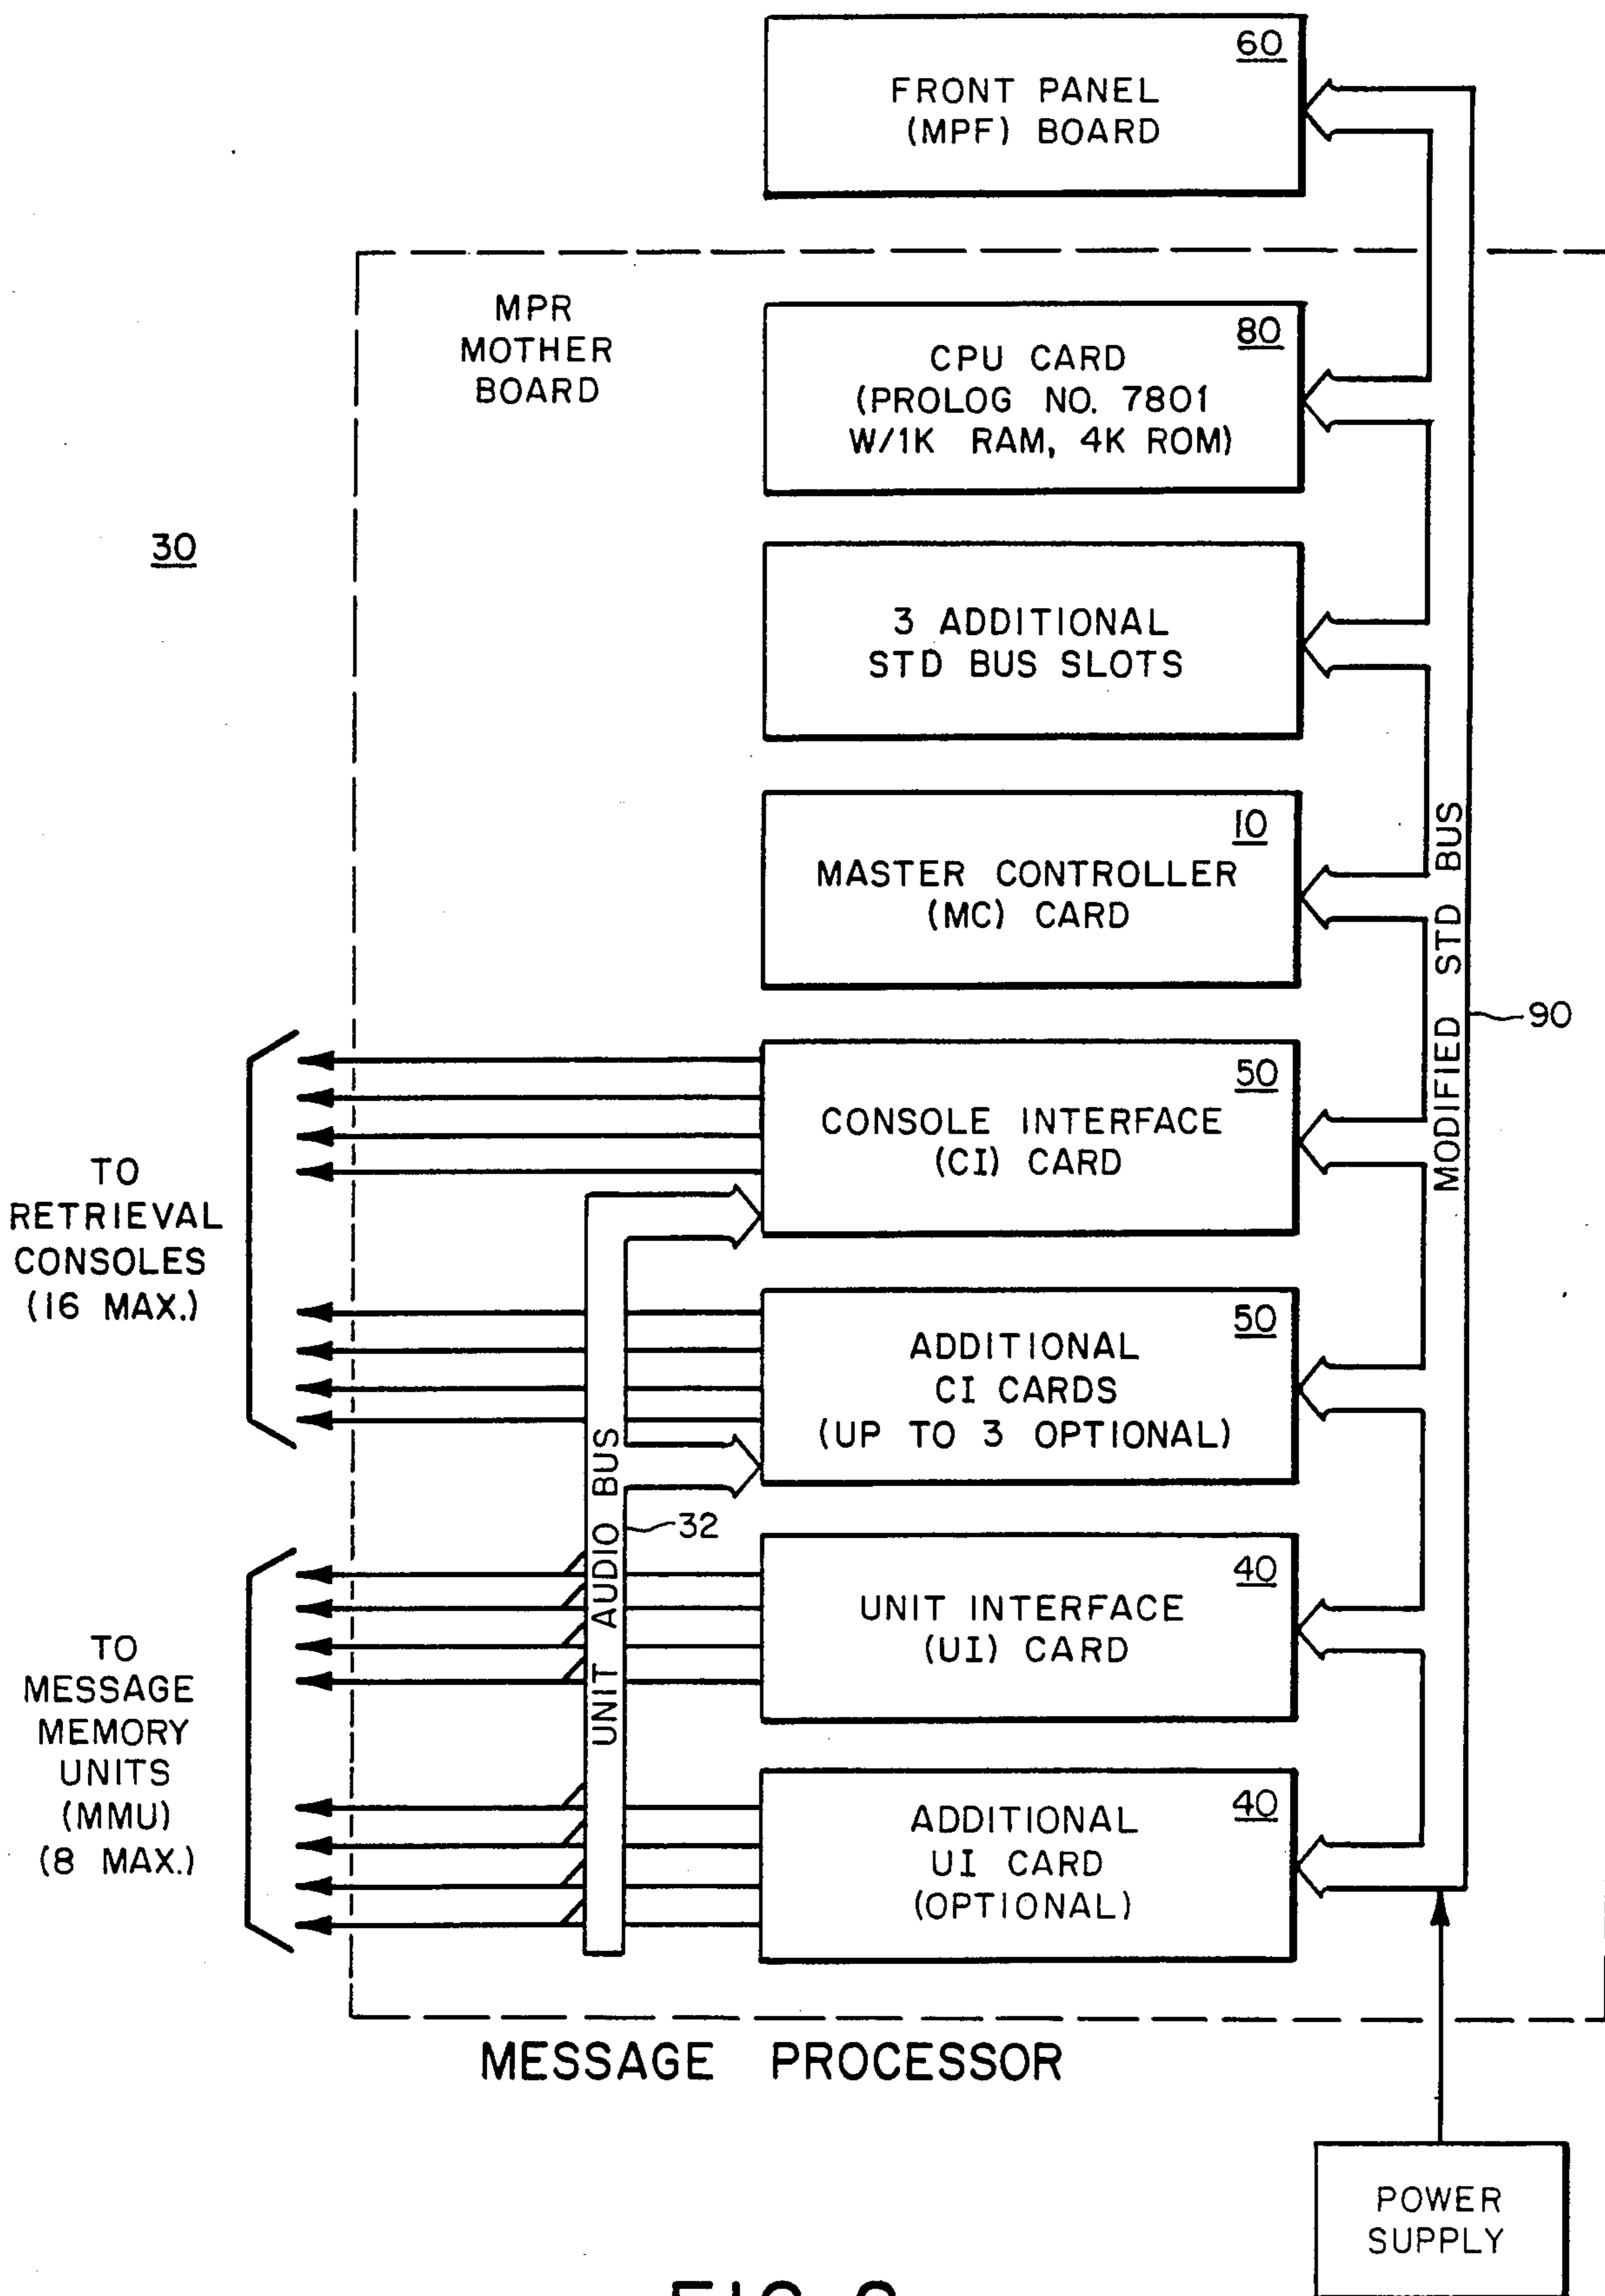 60
FRONT PANEL
(MPF) BOARD
MPR
MOTHER
BOARD
80
CPU CARD
(PROLOG NO. 7801
W/1K RAM, 4K ROM)
30
3 ADDITIONAL
STD BUS SLOTS
10
MASTER CONTROLLER
(MC) CARD
MODIFIED STD BUS
90
50
CONSOLE INTERFACE
(CI) CARD
TO
RETRIEVAL
CONSOLES
(16 MAX.)
50
ADDITIONAL
CI CARDS
(UP TO 3 OPTIONAL)
UNIT AUDIO BUS
32
40
UNIT INTERFACE
(UI) CARD
TO
MESSAGE
MEMORY
UNITS
(MMU)
(8 MAX.)
40
ADDITIONAL
UI CARD
(OPTIONAL)
MESSAGE PROCESSOR
POWER
SUPPLY